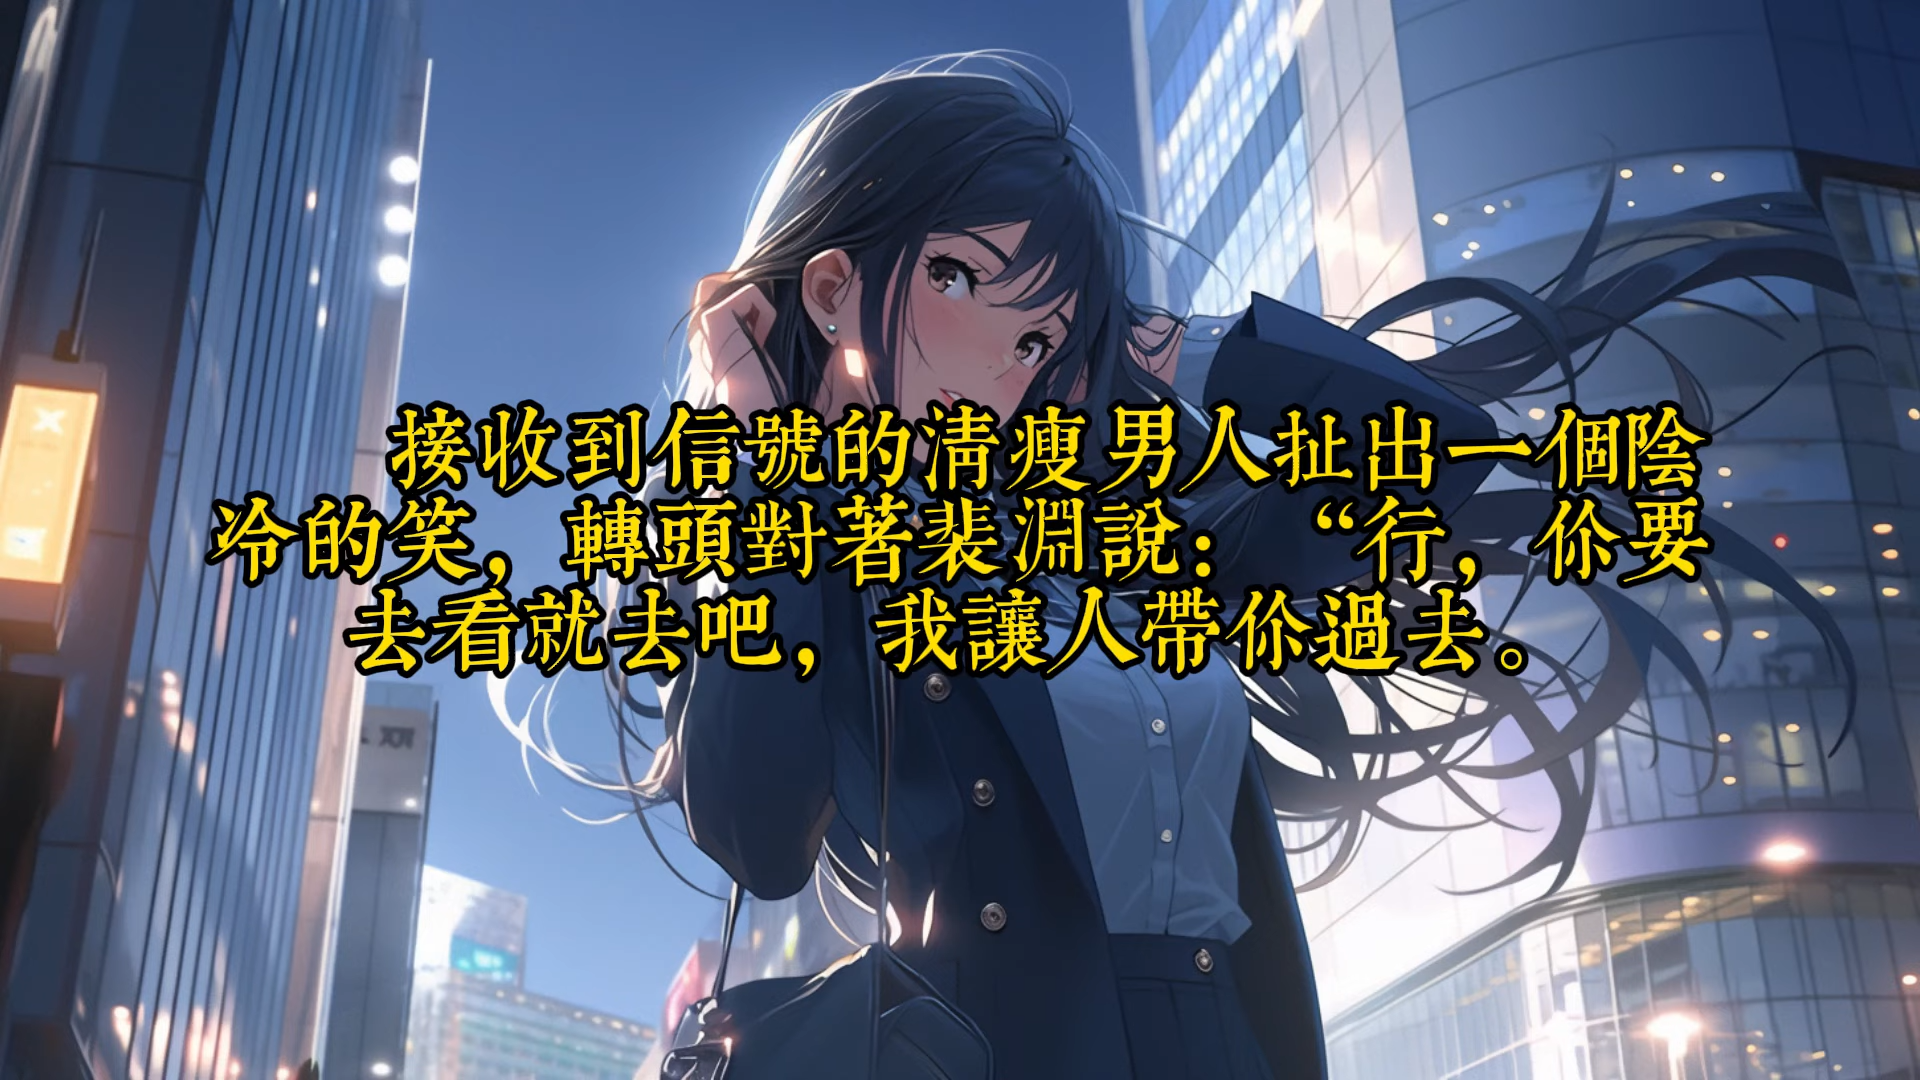 接收到信號的清瘦男人扯出一個陰
冷的笑，轉頭對著裴淵說：“行，你要
去看就去吧，我讓人帶你過去。